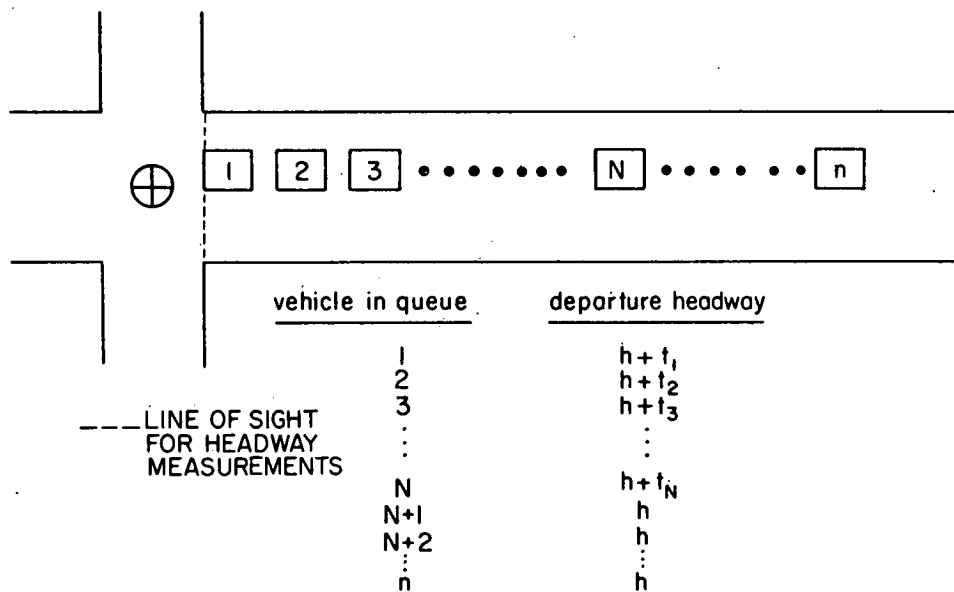 1 2 3 N n
vehicle in queue departure headway
1 h + t₁
2 h + t₂
3 h + t₃
N h + t_N
N+1 h
N+2 h
n h
LINE OF SIGHT
FOR HEADWAY
MEASUREMENTS